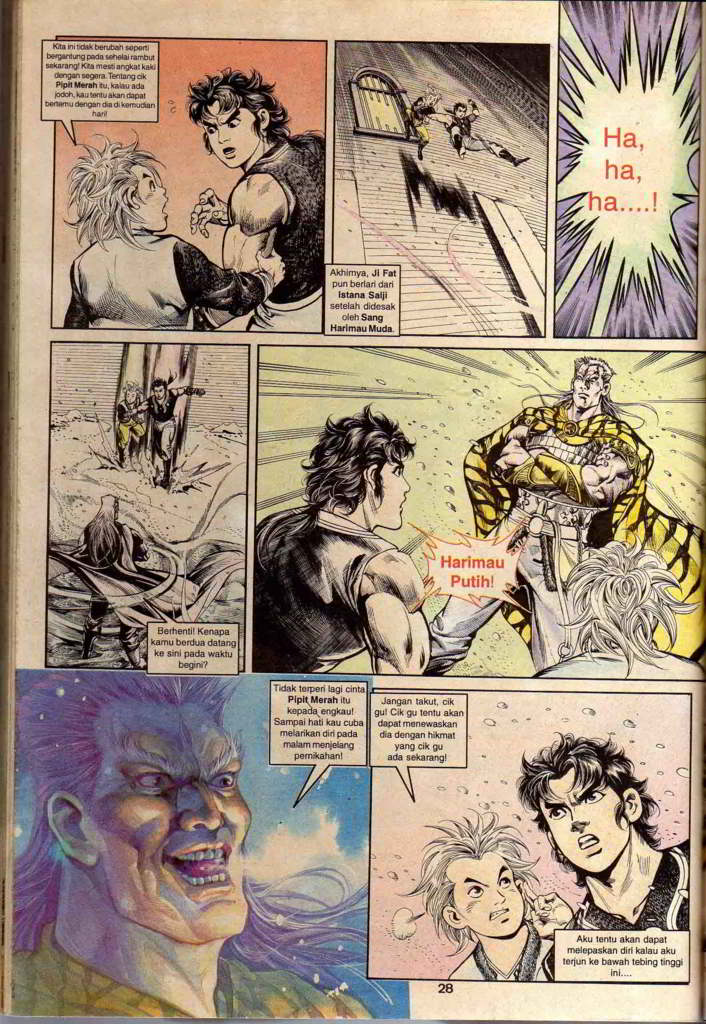 Kita ini tidak berubah seperti
bergantung pada sehelai rambut
sekarang! Kita mesti angkat kaki
dengan segera. Tentang cik
Pipit Merah itu, kalau ada
jodoh, kau tentu akan dapat
bertemu dengan dia di kemudian
hari!
Akhirnya, Ji Fat
pun berlari dari
Istana Salji
setelah didesak
oleh Sang
Harimau Muda.
Ha,
ha,
ha....!
Berhenti! Kenapa
kamu berdua datang
ke sini pada waktu
begini?
Harimau
Putih!
Tidak terperi lagi cinta
Pipit Merah itu
kepada engkau!
Sampai hati kau cuba
melarikan diri pada
malam menjelang
pernikahan!
Jangan takut, cik
gu! Cik gu tentu akan
dapat menewaskan
dia dengan hikmat
yang cik gu
ada sekarang!
Aku tentu akan dapat
melepaskan diri kalau aku
terjun ke bawah tebing tinggi
ini....
28